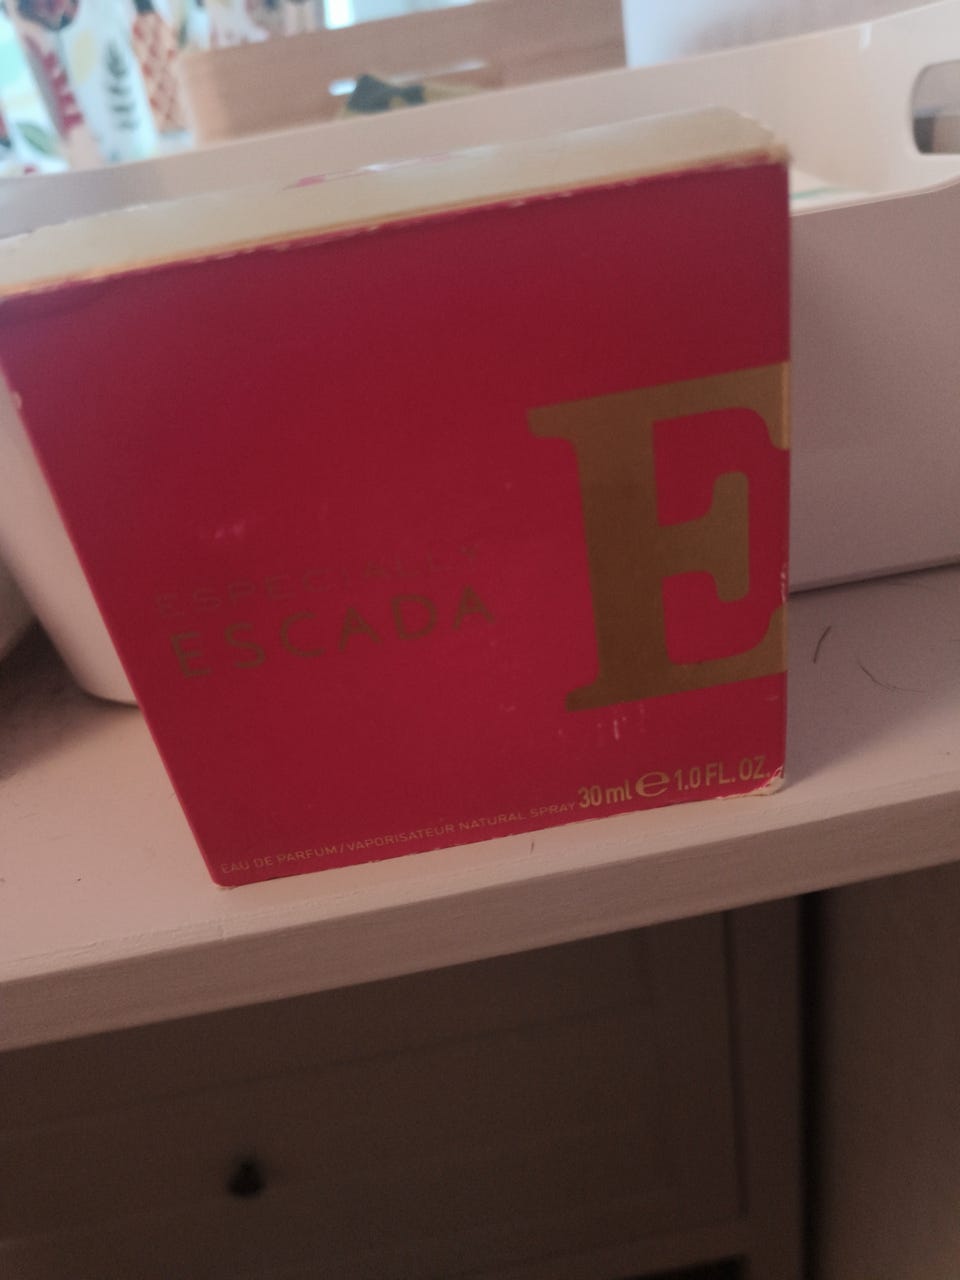 E
ESPECIALLY
ESCADA
30 ml e 1.0 FL. OZ.
EAU DE PARFUM/VAPORISATEUR NATURAL SPRAY